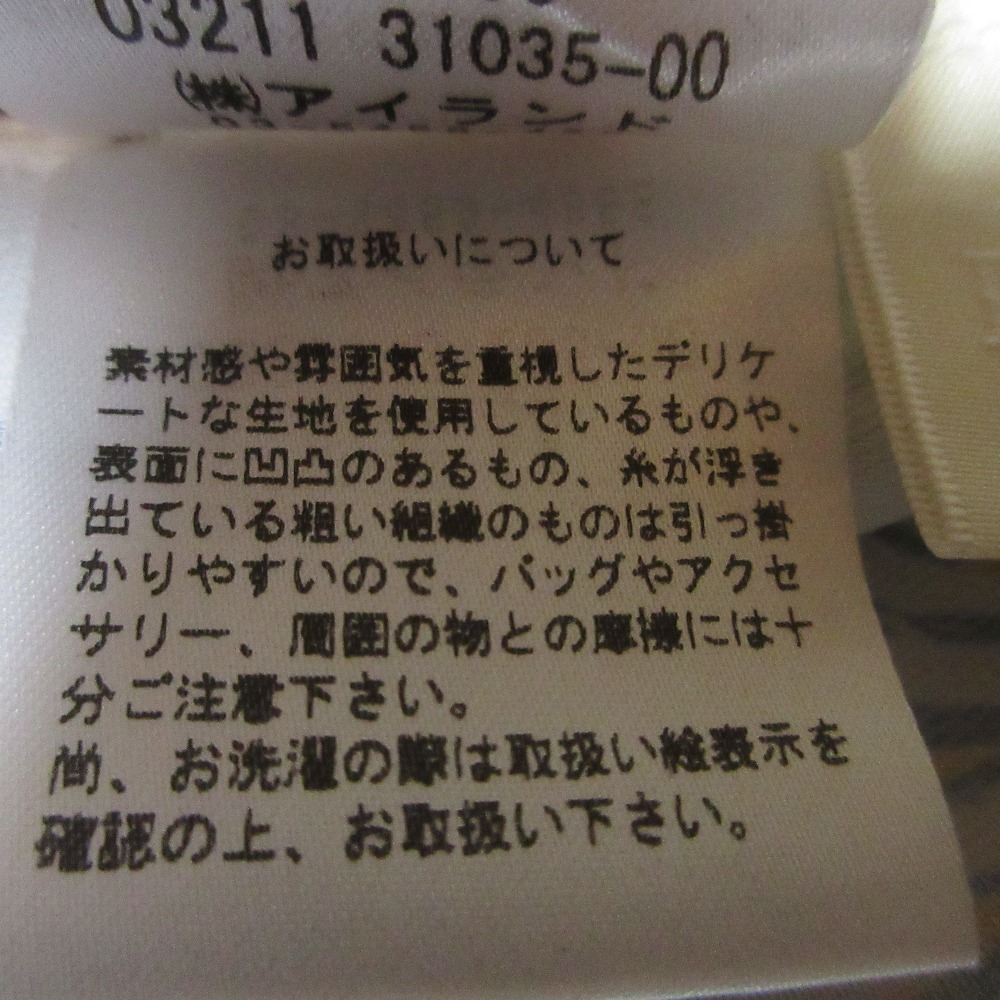 03211 31035-00
(株)アイランド
お取扱いについて
素材感や雰囲気を重視したデリケ
ートな生地を使用しているものや、
表面に凹凸のあるもの、糸が浮き
出ている粗い組織のものは引っ掛
かりやすいので、バッグやアクセ
サリー、周囲の物との摩擦には十
分ご注意下さい。
尚、お洗濯の際は取扱い絵表示を
確認の上、お取扱い下さい。